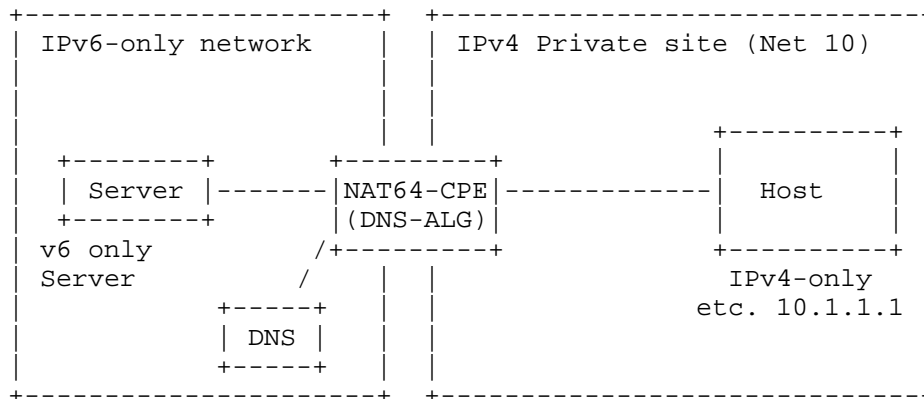 IPv6-only network IPv4 Private site (Net 10)
Server NAT64-CPE Host
(DNS-ALG)
v6 only
Server IPv4-only
etc. 10.1.1.1
DNS